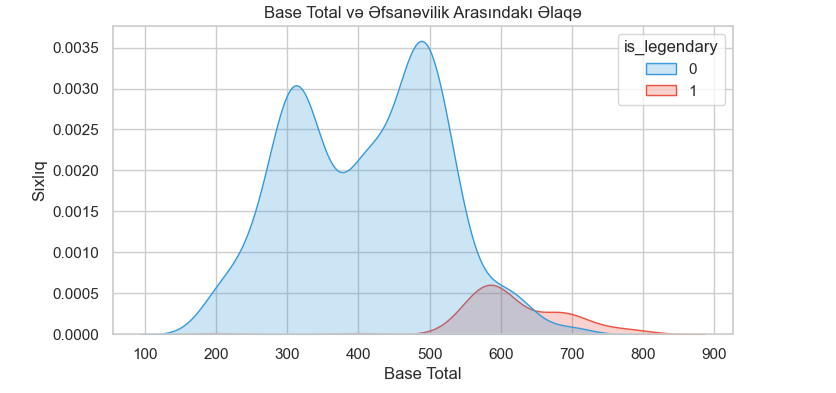 Base Total və Əfsanəvilik Arasındakı Əlaqə
is_legendary
0
1
0.0035
0.0030
0.0025
0.0020
0.0015
0.0010
0.0005
0.0000
Sıxlıq
100 200 300 400 500 600 700 800 900
Base Total